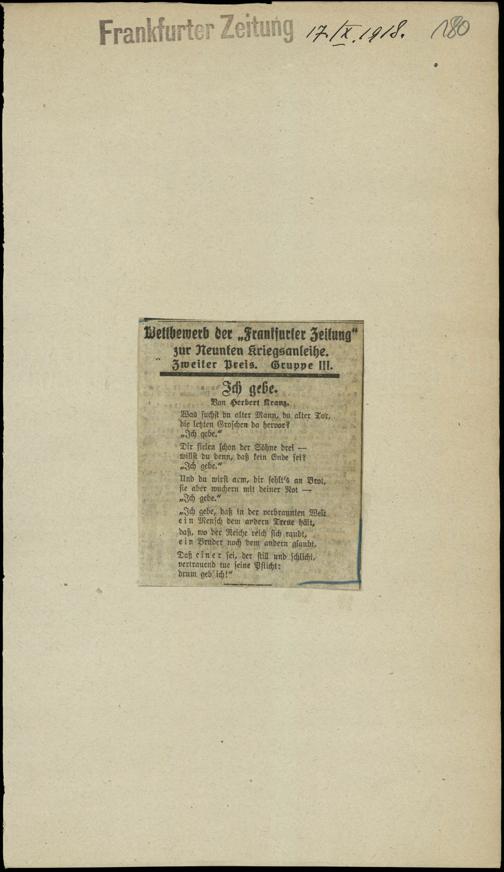 Frankfurter Zeitung 17. IX. 1918. 180
Wettbewerb der „Frankfurter Zeitung“
zur Neunten Kriegsanleihe.
Zweiter Preis. Gruppe III.
Ich gebe.
Von Herbert Kranz.
Was suchst du alter Mann, du alter Tor,
die letzten Groschen da hervor?
„Ich gebe.“
Dir fielen schon der Söhne drei —
willst du denn, daß kein Ende sei?
„Ich gebe.“
Und du wirst arm, dir fehlt's an Brot,
sie aber wuchern mit deiner Not —
„Ich gebe.“
„Ich gebe, daß in der verbrannten Welt
ein Mensch dem andern Treue hält,
daß, wo der Reiche reich sich raubt,
ein Bruder noch dem andern glaubt.
Daß einer sei, der still und schlicht,
vertrauend tue seine Pflicht:
drum geb' ich!“